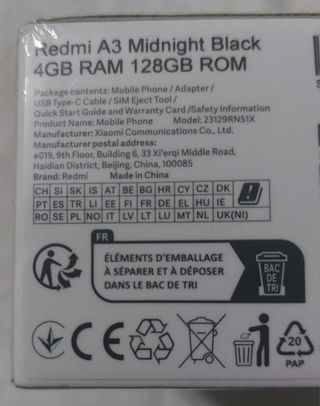 Redmi A3 Midnight Black
4GB RAM 128GB ROM
Package contents: Mobile Phone / Adapter /
USB Type-C Cable / SIM Eject Tool /
Quick Start Guide and Warranty Card /Safety Information
Product Name: Mobile Phone Model: 23129RN51X
Manufacturer: Xiaomi Communications Co., Ltd.
Manufacturer postal address:
#019, 9th Floor, Building 6, 33 Xi'erqi Middle Road,
Haidian District, Beijing, China, 100085
Brand: Redmi Made in China
CH SI SK IS AT BE BG HR CY CZ DK
PT ES TR LI EE FI FR DE EL HU IE
RO SE PL NO IT LV LT LU MT NL UK(NI)
FR
ÉLÉMENTS D'EMBALLAGE
À SÉPARER ET À DÉPOSER
DANS LE BAC DE TRI
BAC
DE
TRI
CE
20
PAP